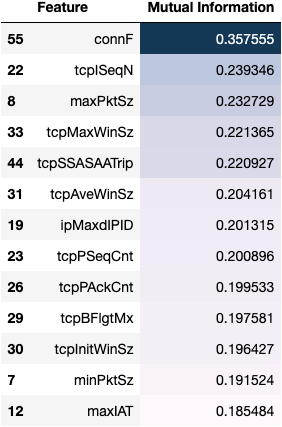 Feature Mutual Information
55 connF 0.357555
22 tcpISeqN 0.239346
8 maxPktSz 0.232729
33 tcpMaxWinSz 0.221365
44 tcpSSASAATrip 0.220927
31 tcpAveWinSz 0.204161
19 ipMaxdIPID 0.201315
23 tcpPSeqCnt 0.200896
26 tcpPAckCnt 0.199533
29 tcpBFlgtMx 0.197581
30 tcpInitWinSz 0.196427
7 minPktSz 0.191524
12 maxIAT 0.185484